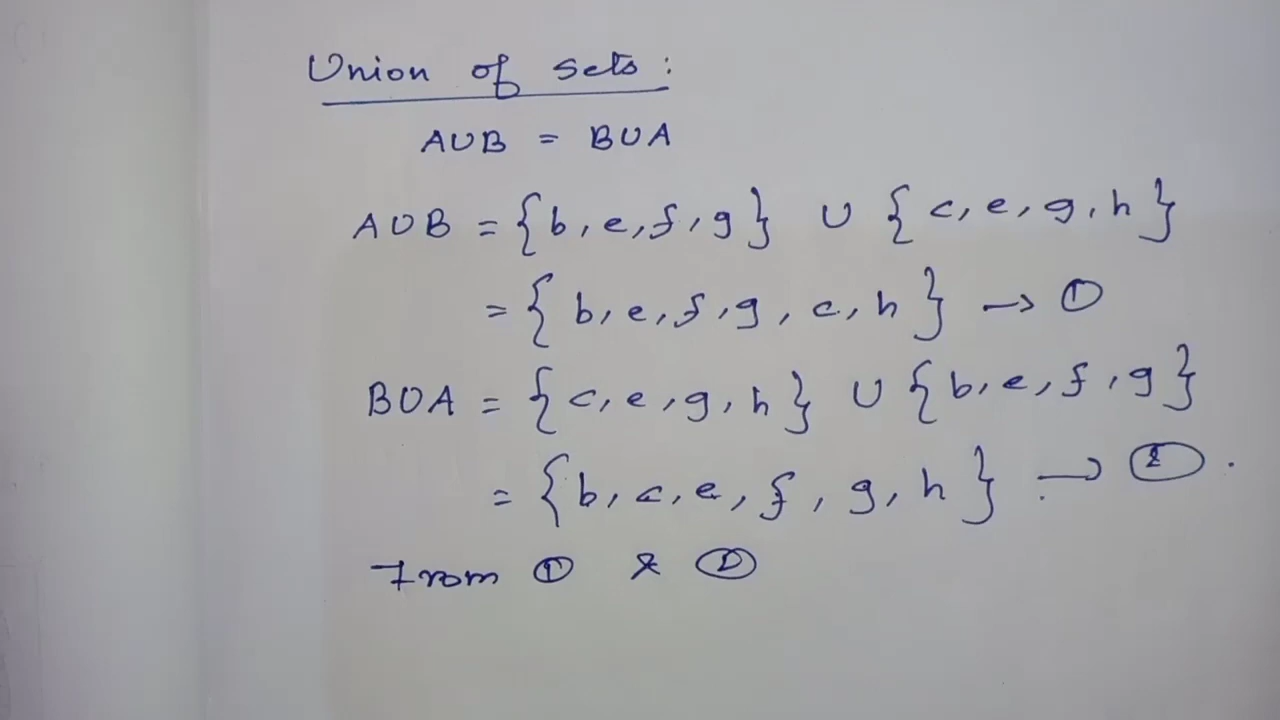 Union of sets :
A∪B = B∪A
A∪B = {b, e, f, g} ∪ {c, e, g, h}
= {b, e, f, g, c, h} → ①
B∪A = {c, e, g, h} ∪ {b, e, f, g}
= {b, c, e, f, g, h} → ② .
From ① & ②